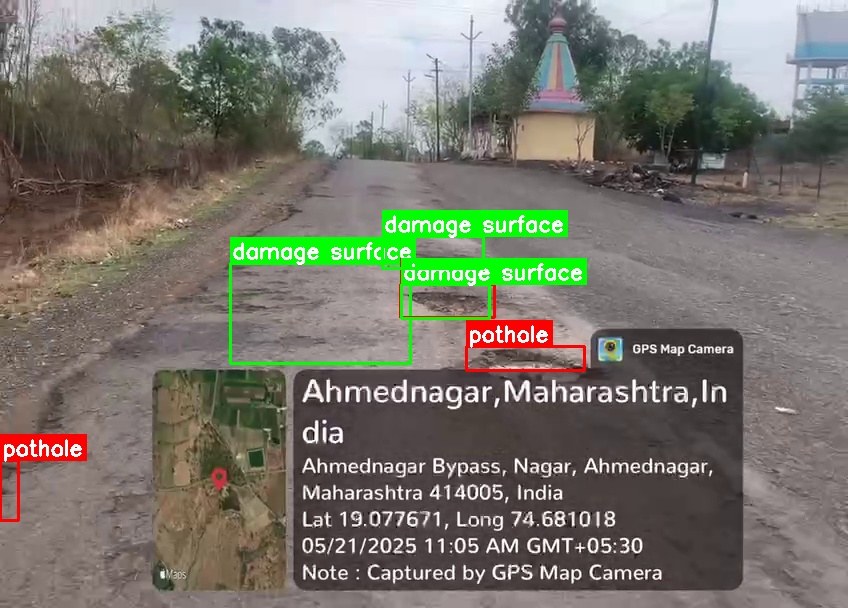 damage surface
damage surface
damage surface
pothole
GPS Map Camera
pothole
Ahmednagar,Maharashtra,In
dia
Ahmednagar Bypass, Nagar, Ahmednagar,
Maharashtra 414005, India
Lat 19.077671, Long 74.681018
05/21/2025 11:05 AM GMT+05:30
Note : Captured by GPS Map Camera
Maps